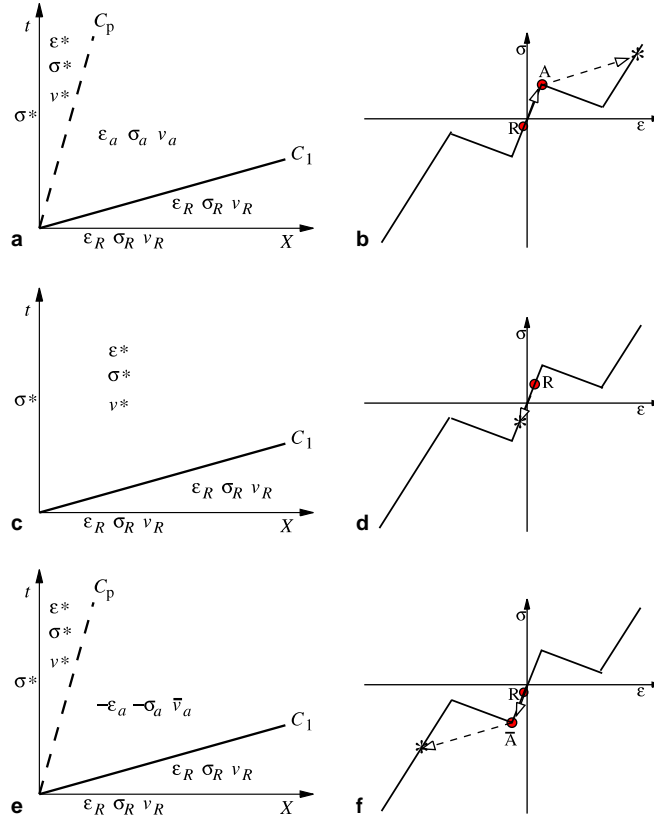 t
C_p
ε*
σ*
v*
σ*
ε_a σ_a v_a
C_1
ε_R σ_R v_R
ε_R σ_R v_R
X
a
σ
A
*
R
ε
b
t
ε*
σ*
v*
σ*
C_1
ε_R σ_R v_R
ε_R σ_R v_R
X
c
σ
R
*
ε
d
t
C_p
ε*
σ*
v*
σ*
−ε_a −σ_a v̄_a
C_1
ε_R σ_R v_R
ε_R σ_R v_R
X
e
σ
R
ε
*
Ā
f